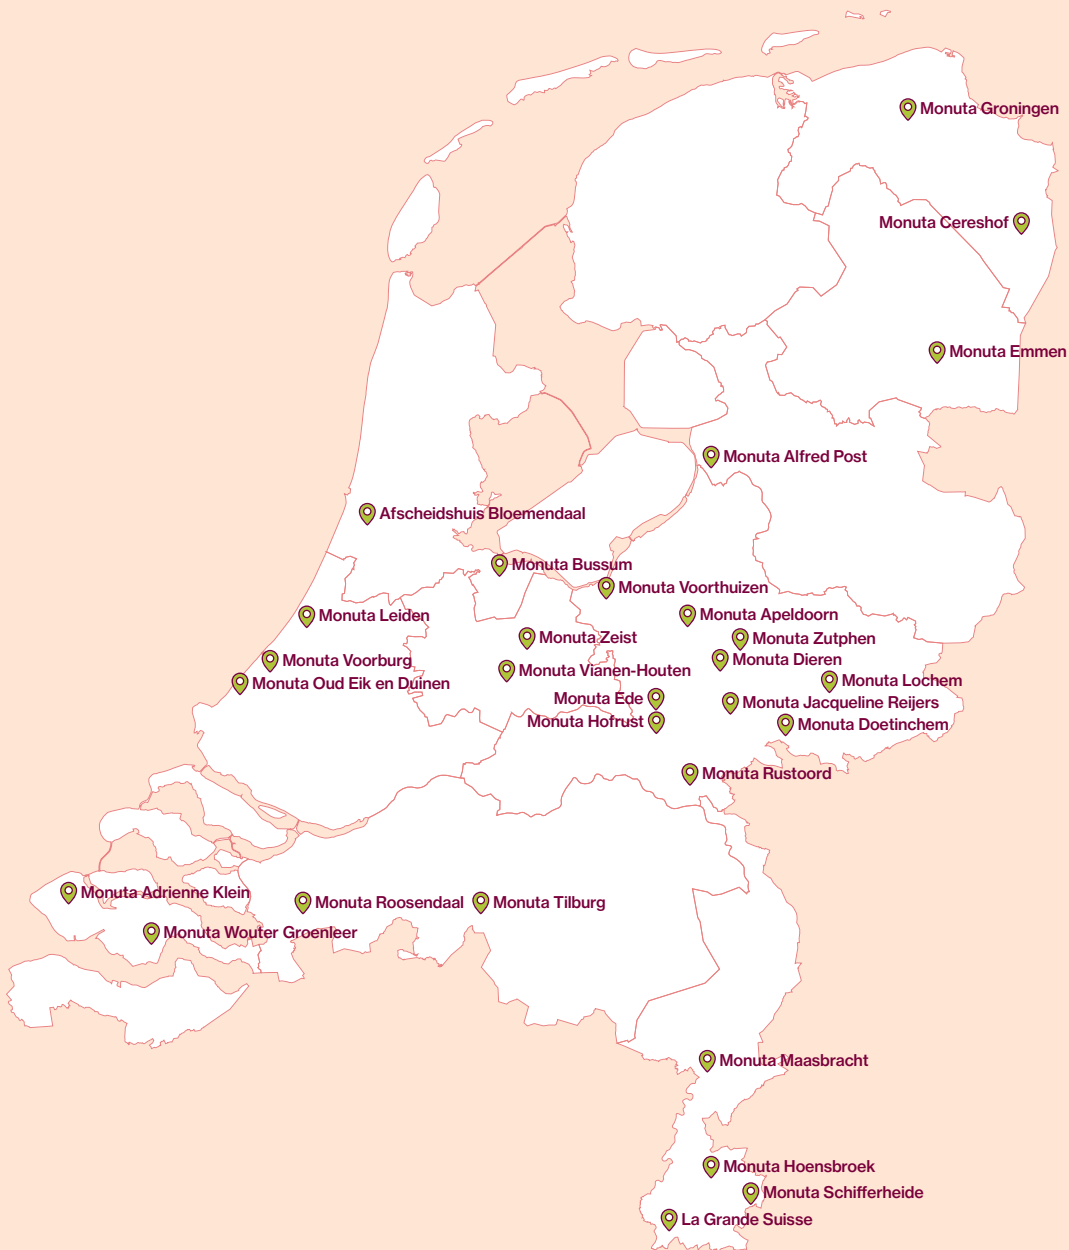 Monuta Groningen
Monuta Cereshof
Monuta Emmen
Monuta Alfred Post
Afscheidshuis Bloemendaal
Monuta Bussum
Monuta Voorthuizen
Monuta Leiden
Monuta Apeldoorn
Monuta Zeist
Monuta Zutphen
Monuta Voorburg
Monuta Dieren
Monuta Vianen-Houten
Monuta Oud Eik en Duinen
Monuta Lochem
Monuta Ede
Monuta Jacqueline Reijers
Monuta Hofrust
Monuta Doetinchem
Monuta Rustoord
Monuta Adrienne Klein
Monuta Roosendaal
Monuta Tilburg
Monuta Wouter Groenleer
Monuta Maasbracht
Monuta Hoensbroek
Monuta Schifferheide
La Grande Suisse